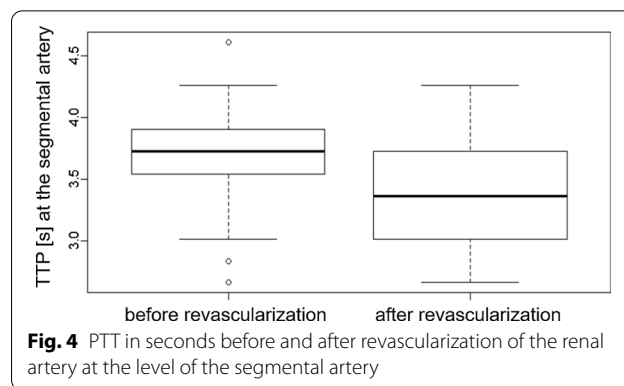 TTP [s] at the segmental artery
4.5
4.0
3.5
3.0
before revascularization after revascularization
Fig. 4 PTT in seconds before and after revascularization of the renal
artery at the level of the segmental artery